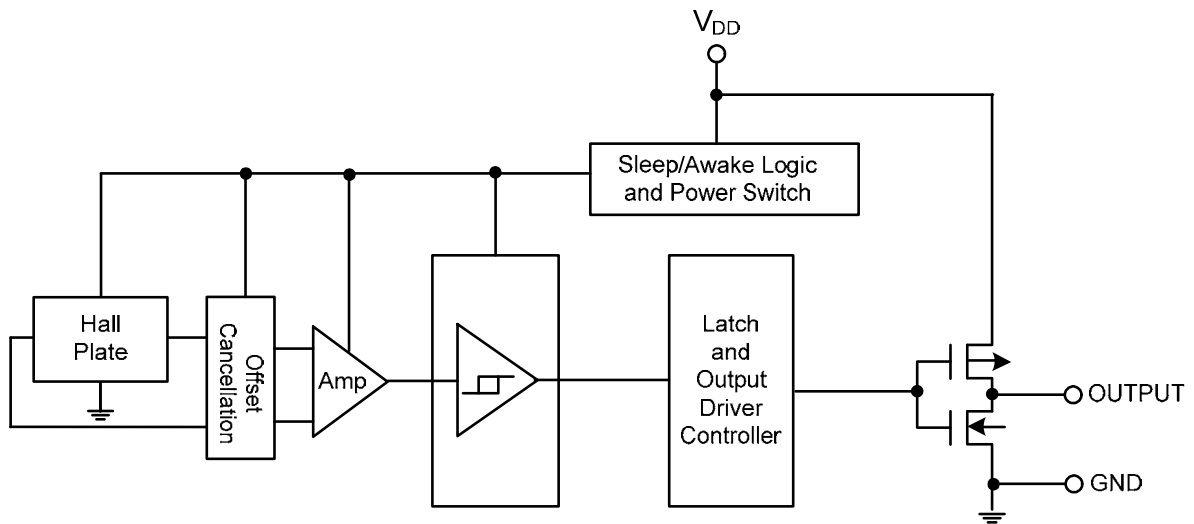 VDD
Sleep/Awake Logic
and Power Switch
Hall
Plate
Offset
Cancellation
Amp
Latch
and
Output
Driver
Controller
OUTPUT
GND